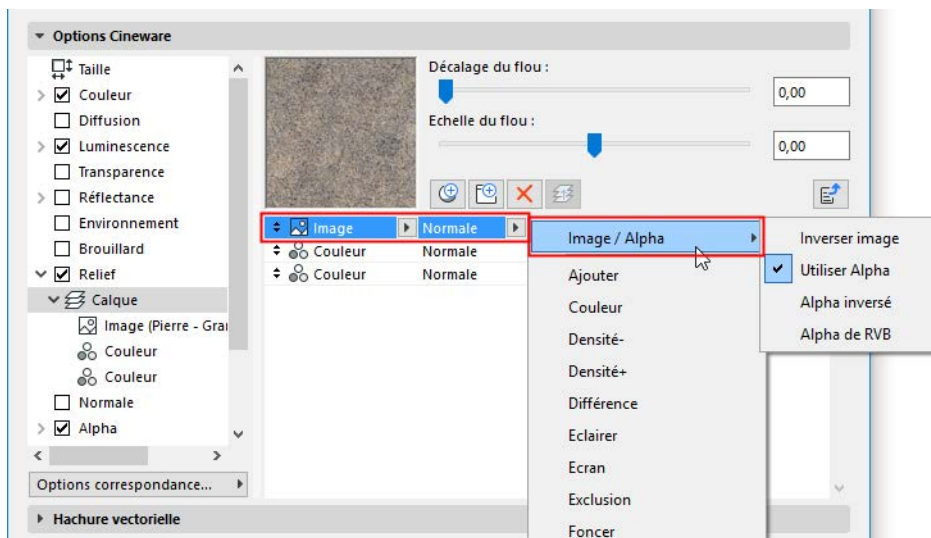 Options Cineware
Taille
Couleur
Diffusion
Luminescence
Transparence
Réflectance
Environnement
Brouillard
Relief
Calque
Image (Pierre - Gra
Couleur
Couleur
Normale
Alpha
Options correspondance...
Décalage du flou :
0,00
Echelle du flou :
0,00
Image Normale
Couleur Normale
Couleur Normale
Image / Alpha
Ajouter
Couleur
Densité-
Densité+
Différence
Eclairer
Ecran
Exclusion
Foncer
Inverser image
Utiliser Alpha
Alpha inversé
Alpha de RVB
Hachure vectorielle